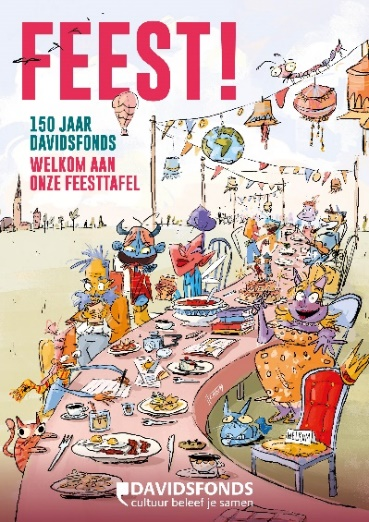 FEEST!
150 JAAR
DAVIDSFONDS
WELKOM AAN
ONZE FEESTTAFEL
DAVIDSFONDS
cultuur beleef je samen